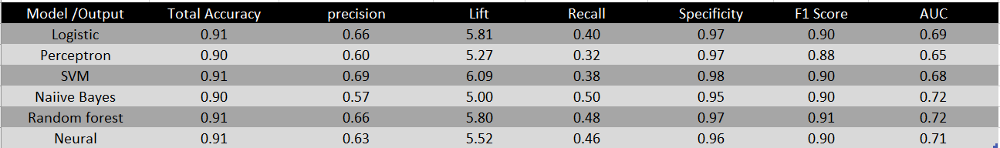 Model /Output Total Accuracy precision Lift Recall Specificity F1 Score AUC
Logistic 0.91 0.66 5.81 0.40 0.97 0.90 0.69
Perceptron 0.90 0.60 5.27 0.32 0.97 0.88 0.65
SVM 0.91 0.69 6.09 0.38 0.98 0.90 0.68
Naiive Bayes 0.90 0.57 5.00 0.50 0.95 0.90 0.72
Random forest 0.91 0.66 5.80 0.48 0.97 0.91 0.72
Neural 0.91 0.63 5.52 0.46 0.96 0.90 0.71